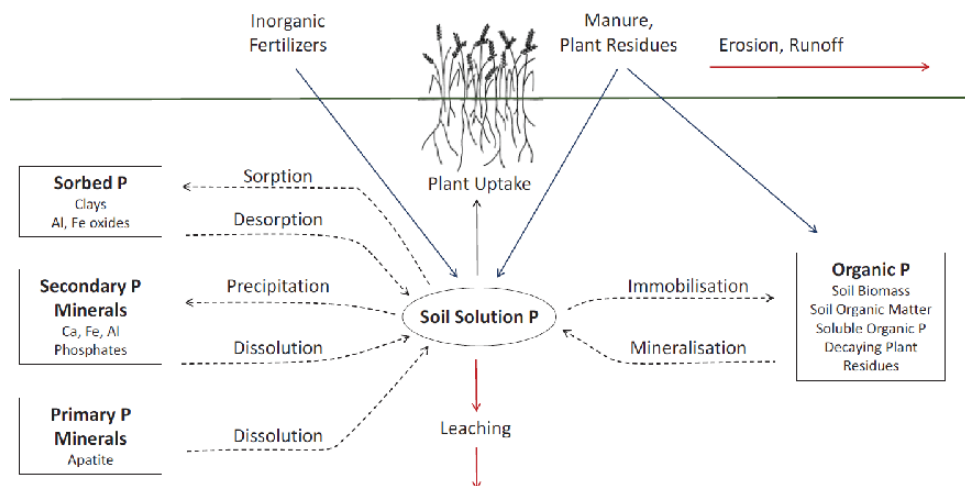 Inorganic
Fertilizers
Manure,
Plant Residues
Erosion, Runoff
Plant Uptake
Sorbed P
Clays
Al, Fe oxides
Sorption
Desorption
Secondary P
Minerals
Ca, Fe, Al
Phosphates
Precipitation
Dissolution
Primary P
Minerals
Apatite
Dissolution
Soil Solution P
Leaching
Immobilisation
Mineralisation
Organic P
Soil Biomass
Soil Organic Matter
Soluble Organic P
Decaying Plant
Residues